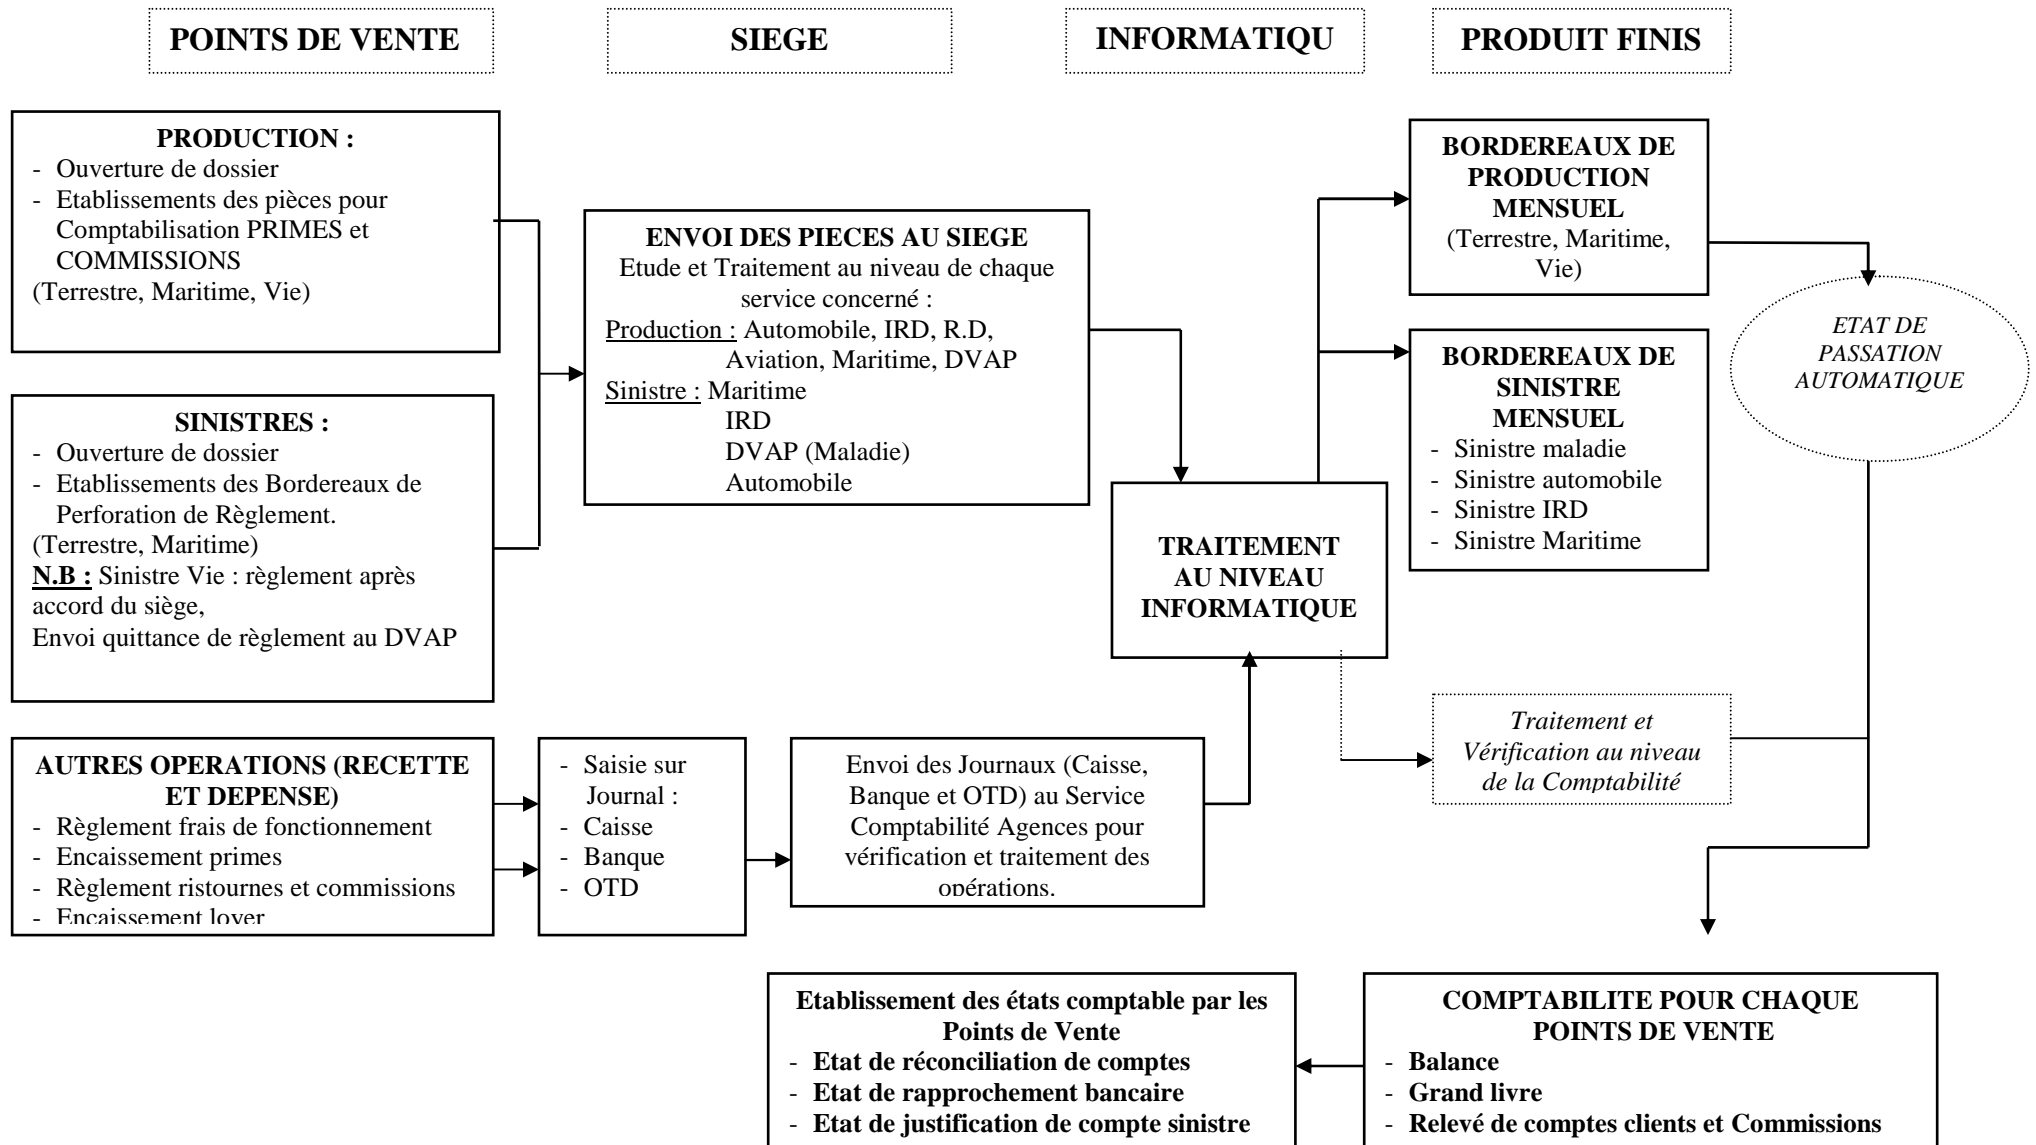 POINTS DE VENTE
SIEGE
INFORMATIQU
PRODUIT FINIS
PRODUCTION :
- Ouverture de dossier
- Etablissements des pièces pour
Comptabilisation PRIMES et
COMMISSIONS
(Terrestre, Maritime, Vie)
SINISTRES :
- Ouverture de dossier
- Etablissements des Bordereaux de
Perforation de Règlement.
(Terrestre, Maritime)
N.B : Sinistre Vie : règlement après
accord du siège,
Envoi quittance de règlement au DVAP
ENVOI DES PIECES AU SIEGE
Etude et Traitement au niveau de chaque
service concerné :
Production : Automobile, IRD, R.D,
Aviation, Maritime, DVAP
Sinistre : Maritime
IRD
DVAP (Maladie)
Automobile
TRAITEMENT
AU NIVEAU
INFORMATIQUE
BORDEREAUX DE
PRODUCTION
MENSUEL
(Terrestre, Maritime,
Vie)
BORDEREAUX DE
SINISTRE
MENSUEL
- Sinistre maladie
- Sinistre automobile
- Sinistre IRD
- Sinistre Maritime
ETAT DE
PASSATION
AUTOMATIQUE
AUTRES OPERATIONS (RECETTE
ET DEPENSE)
- Règlement frais de fonctionnement
- Encaissement primes
- Règlement ristournes et commissions
- Encaissement loyer
- Saisie sur
Journal :
- Caisse
- Banque
- OTD
Envoi des Journaux (Caisse,
Banque et OTD) au Service
Comptabilité Agences pour
vérification et traitement des
opérations.
Traitement et
Vérification au niveau
de la Comptabilité
Etablissement des états comptable par les
Points de Vente
- Etat de réconciliation de comptes
- Etat de rapprochement bancaire
- Etat de justification de compte sinistre
COMPTABILITE POUR CHAQUE
POINTS DE VENTE
- Balance
- Grand livre
- Relevé de comptes clients et Commissions